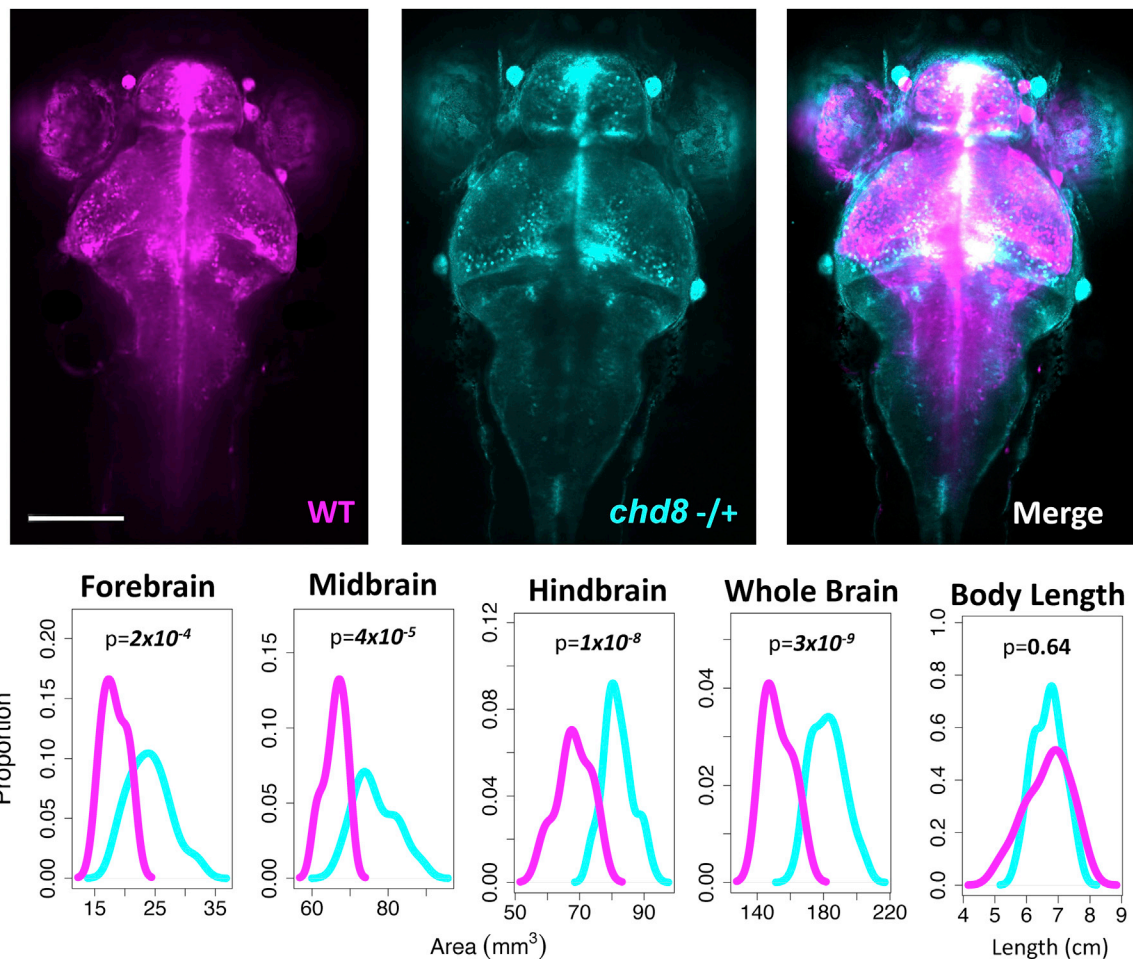 WT
chd8 -/+
Merge
Forebrain
Midbrain
Hindbrain
Whole Brain
Body Length
p=2x10⁻⁴
p=4x10⁻⁵
p=1x10⁻⁸
p=3x10⁻⁹
p=0.64
Proportion
0.20
0.15
0.10
0.05
0.00
15 25 35
0.15
0.10
0.05
0.00
60 80
0.12
0.08
0.04
0.00
50 70 90
0.04
0.02
0.00
140 180 220
1.0
0.8
0.6
0.4
0.2
0.0
4 5 6 7 8 9
Area (mm³)
Length (cm)